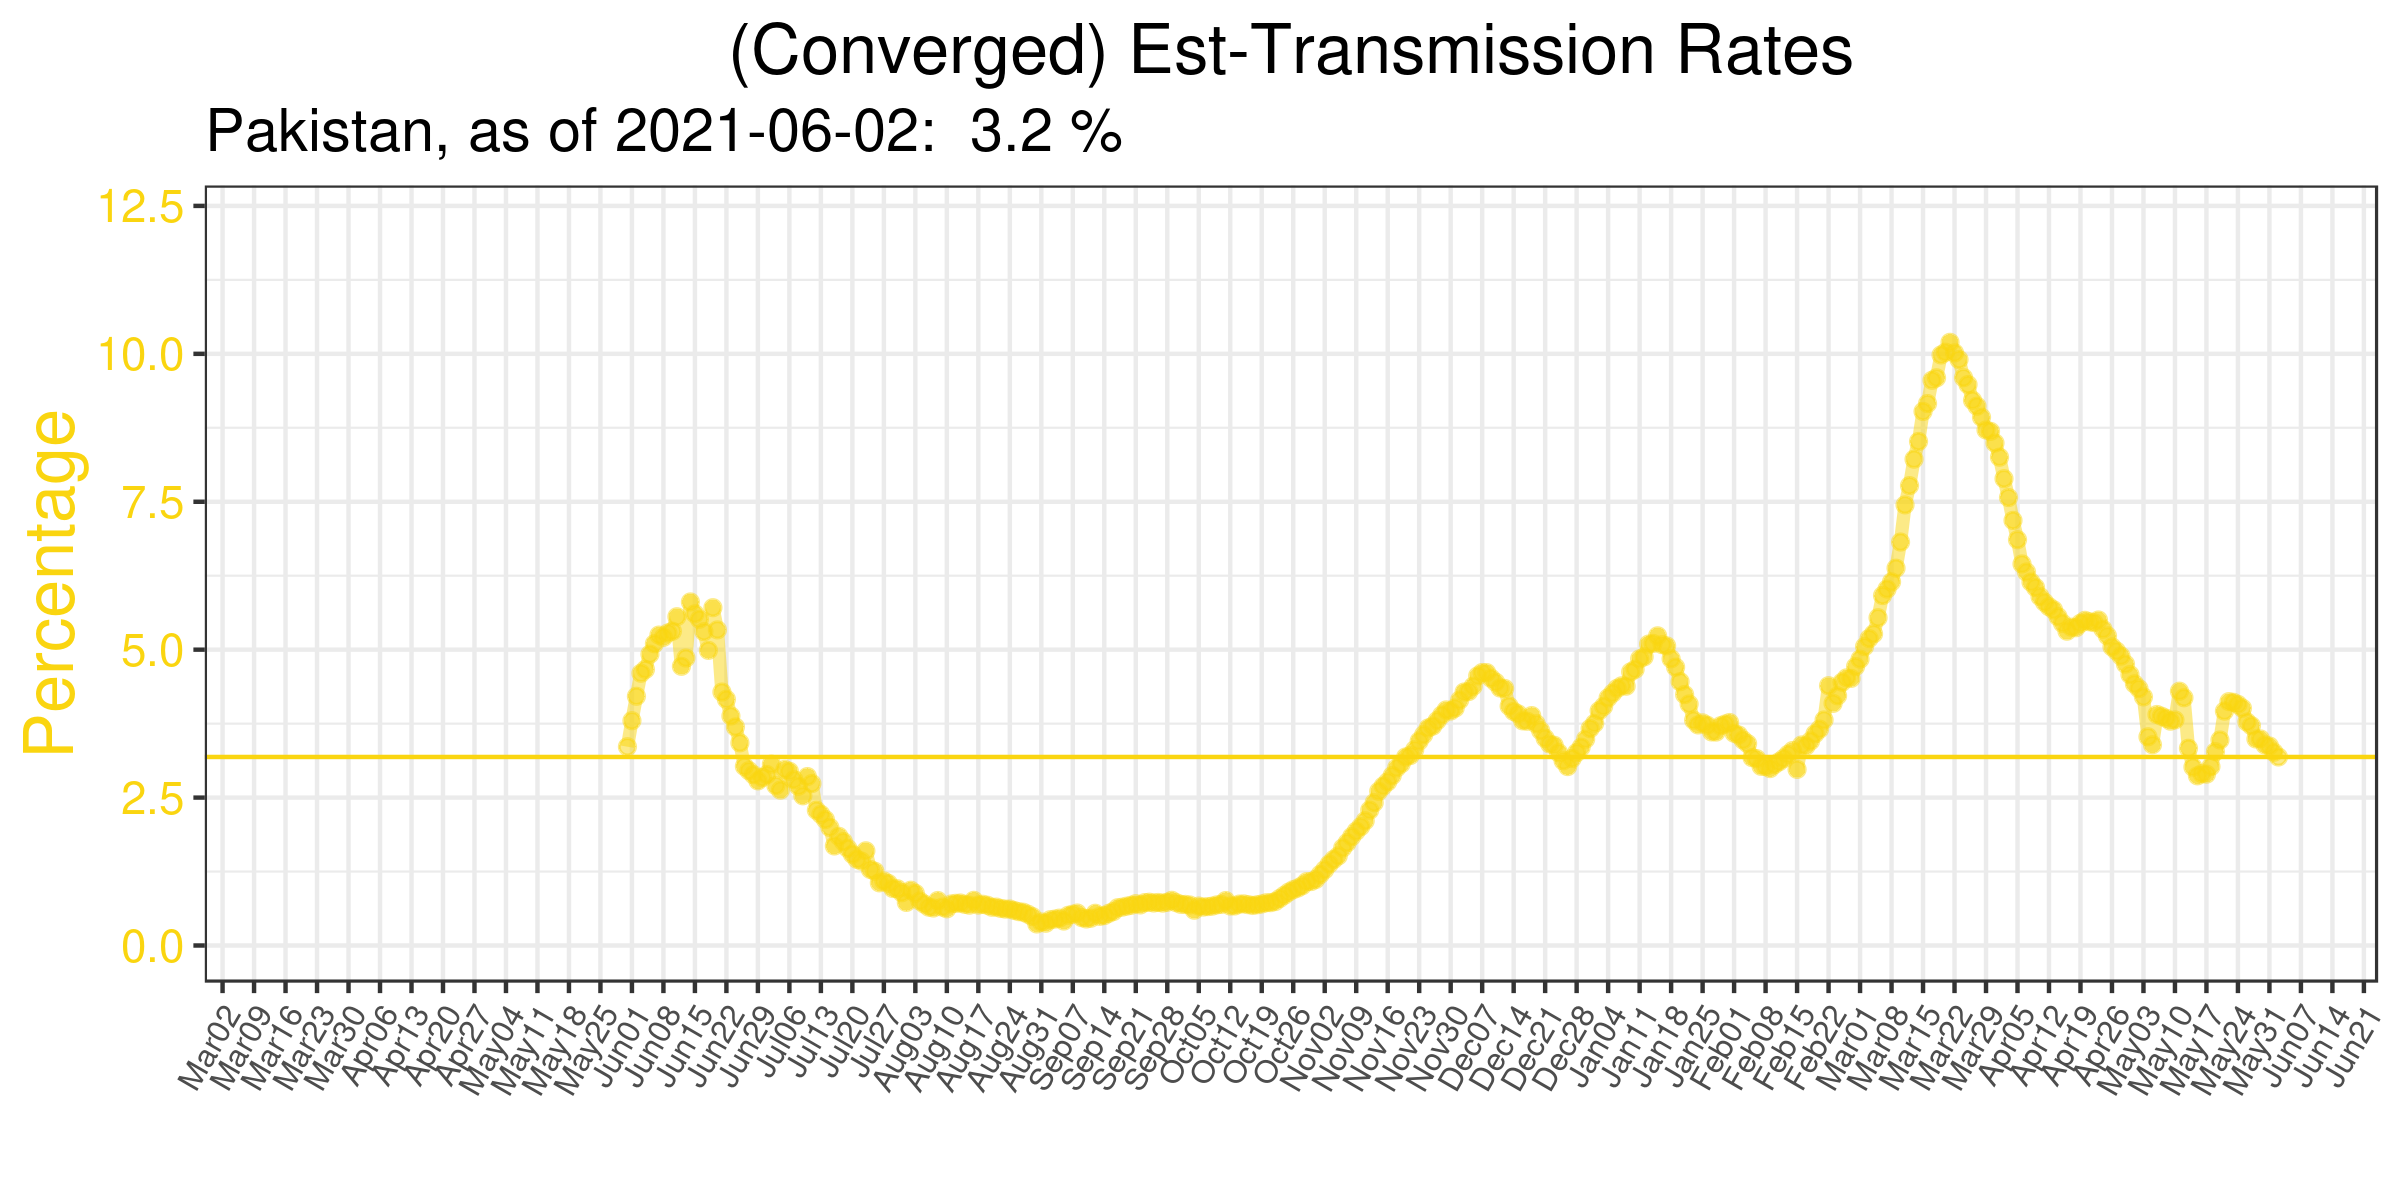 (Converged) Est-Transmission Rates
Pakistan, as of 2021-06-02:  3.2 %
Percentage
12.5
10.0
7.5
5.0
2.5
0.0
Mar02
Mar09
Mar16
Mar23
Mar30
Apr06
Apr13
Apr20
Apr27
May04
May11
May18
May25
Jun01
Jun08
Jun15
Jun22
Jun29
Jul06
Jul13
Jul20
Jul27
Aug03
Aug10
Aug17
Aug24
Aug31
Sep07
Sep14
Sep21
Sep28
Oct05
Oct12
Oct19
Oct26
Nov02
Nov09
Nov16
Nov23
Nov30
Dec07
Dec14
Dec21
Dec28
Jan04
Jan11
Jan18
Jan25
Feb01
Feb08
Feb15
Feb22
Mar01
Mar08
Mar15
Mar22
Mar29
Apr05
Apr12
Apr19
Apr26
May03
May10
May17
May24
May31
Jun07
Jun14
Jun21